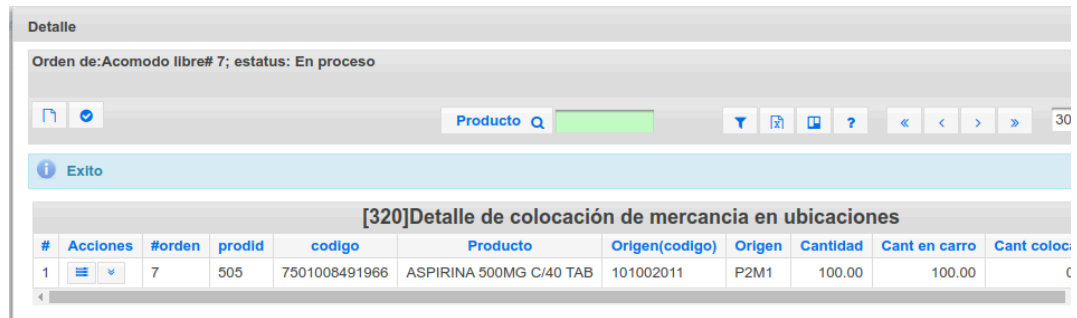 Detalle
Orden de:Acomodo libre# 7; estatus: En proceso
Producto ? « < > » 30
Exito
[320]Detalle de colocación de mercancia en ubicaciones
# Acciones #orden prodid codigo Producto Origen(codigo) Origen Cantidad Cant en carro Cant coloca
1 7 505 7501008491966 ASPIRINA 500MG C/40 TAB 101002011 P2M1 100.00 100.00